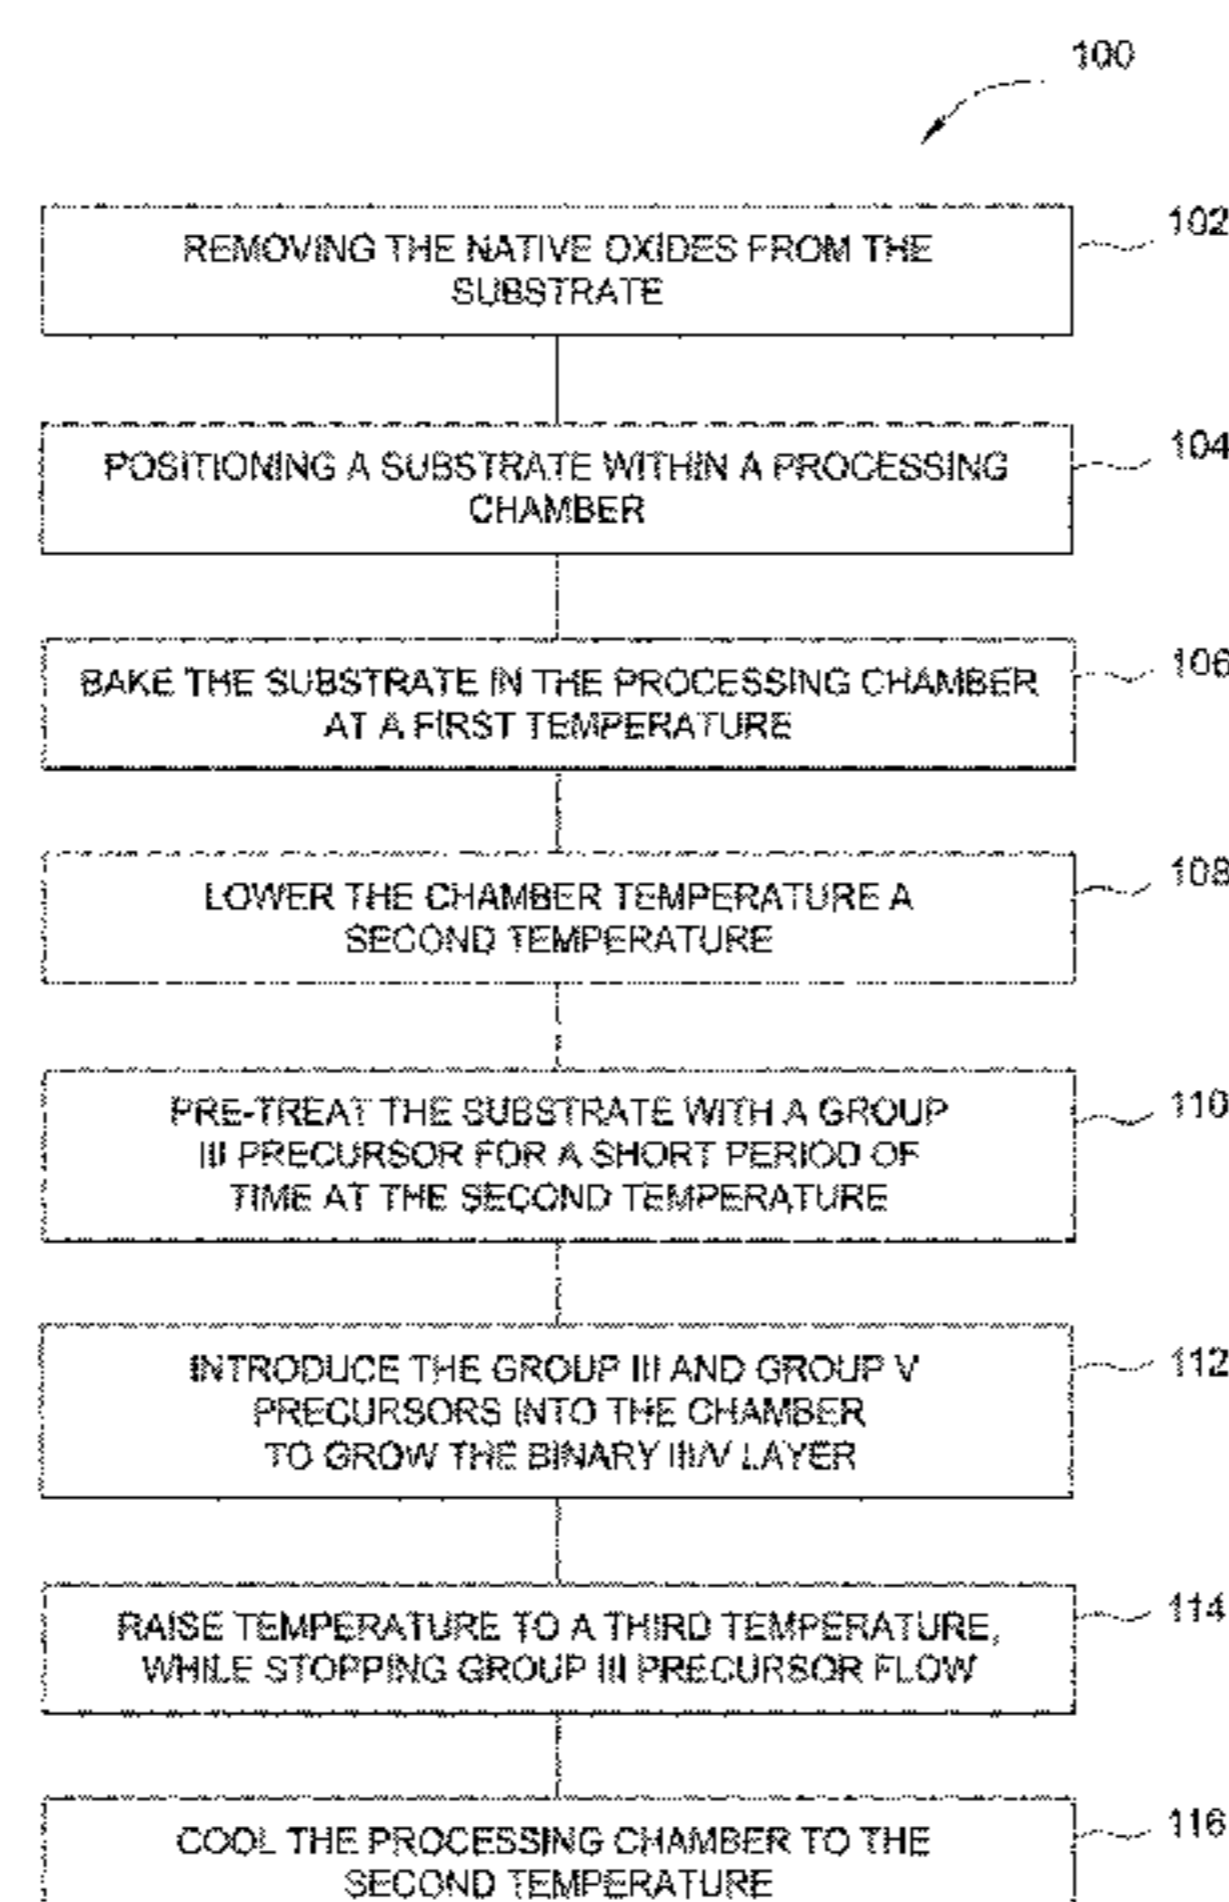 100
REMOVING THE NATIVE OXIDES FROM THE
SUBSTRATE
102
POSITIONING A SUBSTRATE WITHIN A PROCESSING
CHAMBER
104
BAKE THE SUBSTRATE IN THE PROCESSING CHAMBER
AT A FIRST TEMPERATURE
106
LOWER THE CHAMBER TEMPERATURE A
SECOND TEMPERATURE
108
PRE-TREAT THE SUBSTRATE WITH A GROUP
III PRECURSOR FOR A SHORT PERIOD OF
TIME AT THE SECOND TEMPERATURE
110
INTRODUCE THE GROUP III AND GROUP V
PRECURSORS INTO THE CHAMBER
TO GROW THE BINARY III/V LAYER
112
RAISE TEMPERATURE TO A THIRD TEMPERATURE,
WHILE STOPPING GROUP III PRECURSOR FLOW
114
COOL THE PROCESSING CHAMBER TO THE
SECOND TEMPERATURE
116